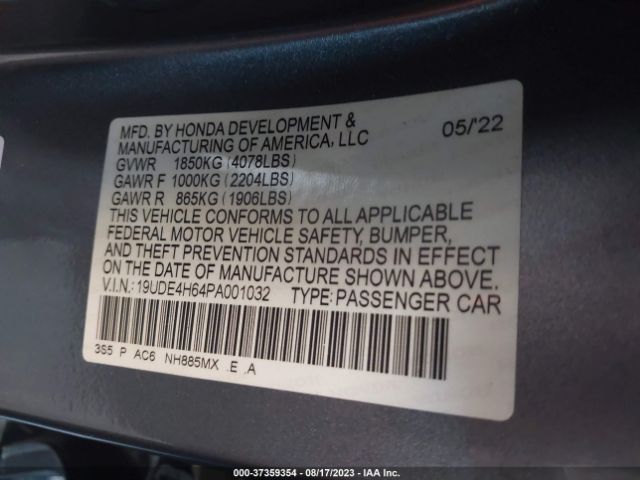 MFD. BY HONDA DEVELOPMENT & 05/'22
MANUFACTURING OF AMERICA, LLC
GVWR 1850KG (4078LBS)
GAWR F 1000KG (2204LBS)
GAWR R 865KG (1906LBS)
THIS VEHICLE CONFORMS TO ALL APPLICABLE
FEDERAL MOTOR VEHICLE SAFETY, BUMPER,
AND THEFT PREVENTION STANDARDS IN EFFECT
ON THE DATE OF MANUFACTURE SHOWN ABOVE.
V.I.N.: 19UDE4H64PA001032 TYPE: PASSENGER CAR
3S5 P AC6 NH885MX .E .A
000-37359354 | 08/17/2023 | IAA Inc.